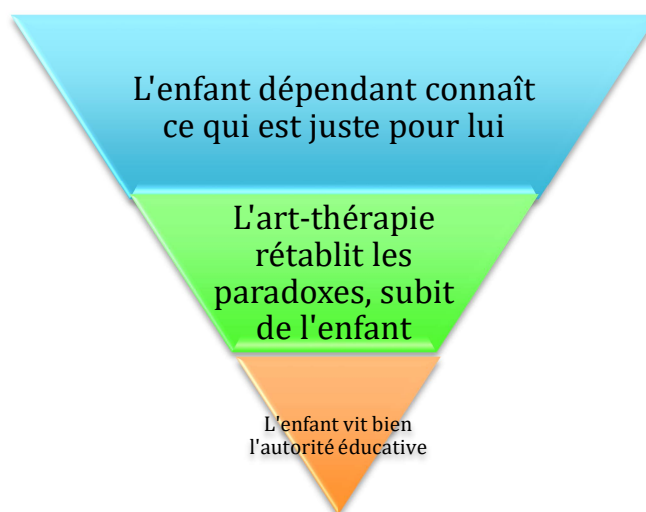 L'enfant dépendant connaît
ce qui est juste pour lui
L'art-thérapie
rétablit les
paradoxes, subit
de l'enfant
L'enfant vit bien
l'autorité éducative